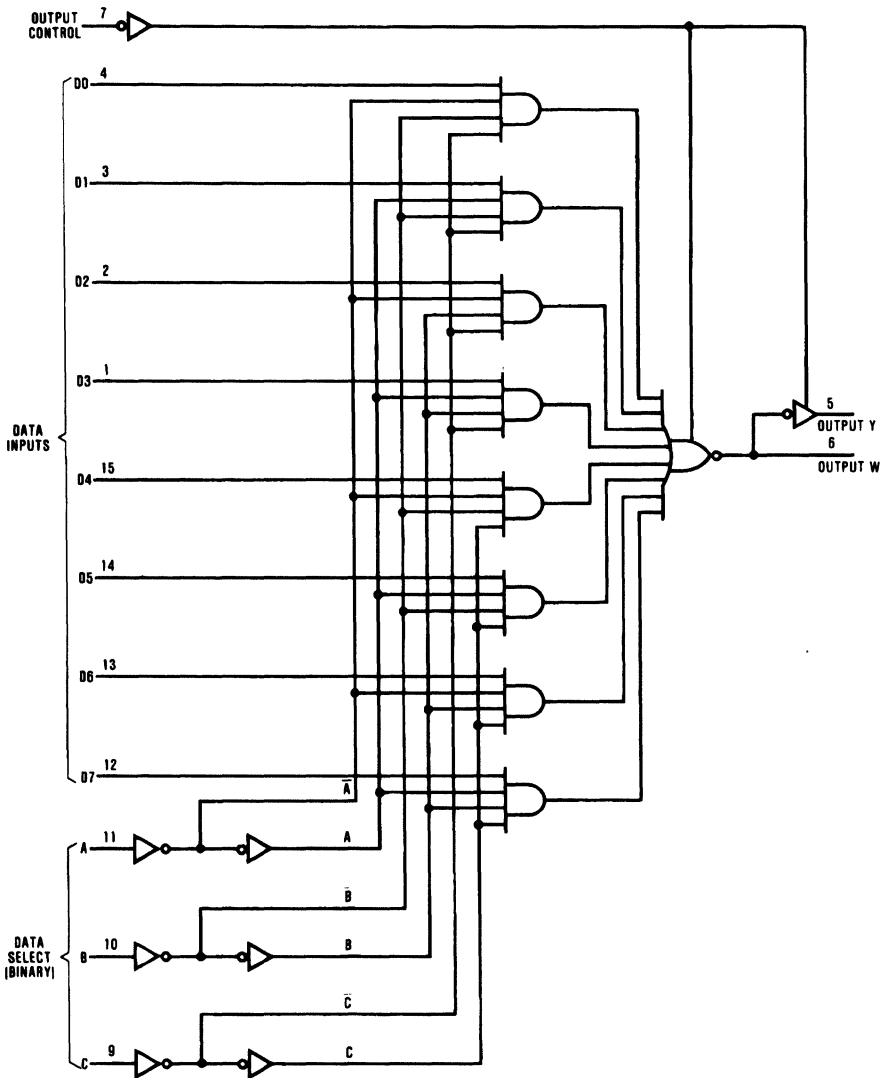 OUTPUT 7
CONTROL
D0 4
D1 3
D2 2
D3 1
DATA
INPUTS
5
OUTPUT Y
6
OUTPUT W
D4 15
D5 14
D6 13
D7 12
A̅
A 11
A
B̅
DATA
SELECT
(BINARY)
B 10
B
C̅
C 9
C